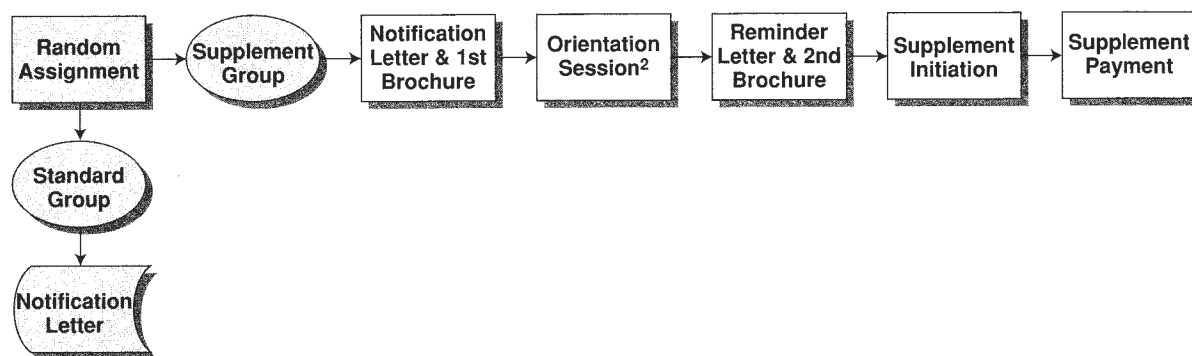 Random
Assignment
Supplement
Group
Notification
Letter & 1st
Brochure
Orientation
Session²
Reminder
Letter & 2nd
Brochure
Supplement
Initiation
Supplement
Payment
Standard
Group
Notification
Letter